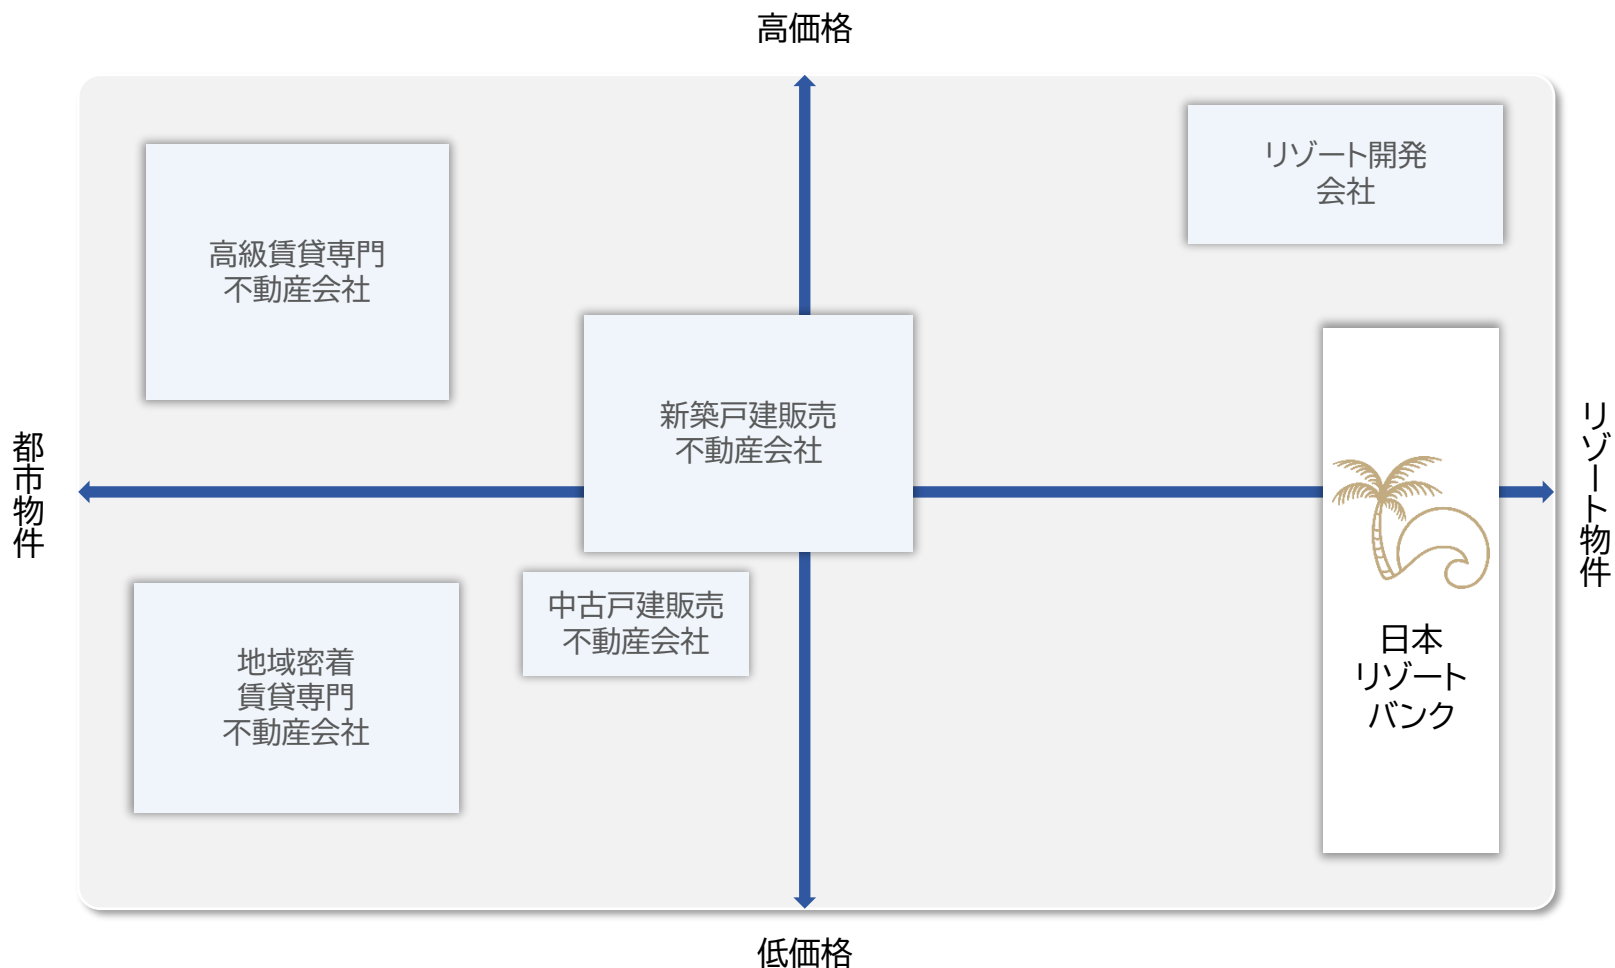 高価格
リゾート開発
会社
高級賃貸専門
不動産会社
新築戸建販売
不動産会社
都市物件
リゾート物件
中古戸建販売
不動産会社
地域密着
賃貸専門
不動産会社
日本
リゾート
バンク
低価格